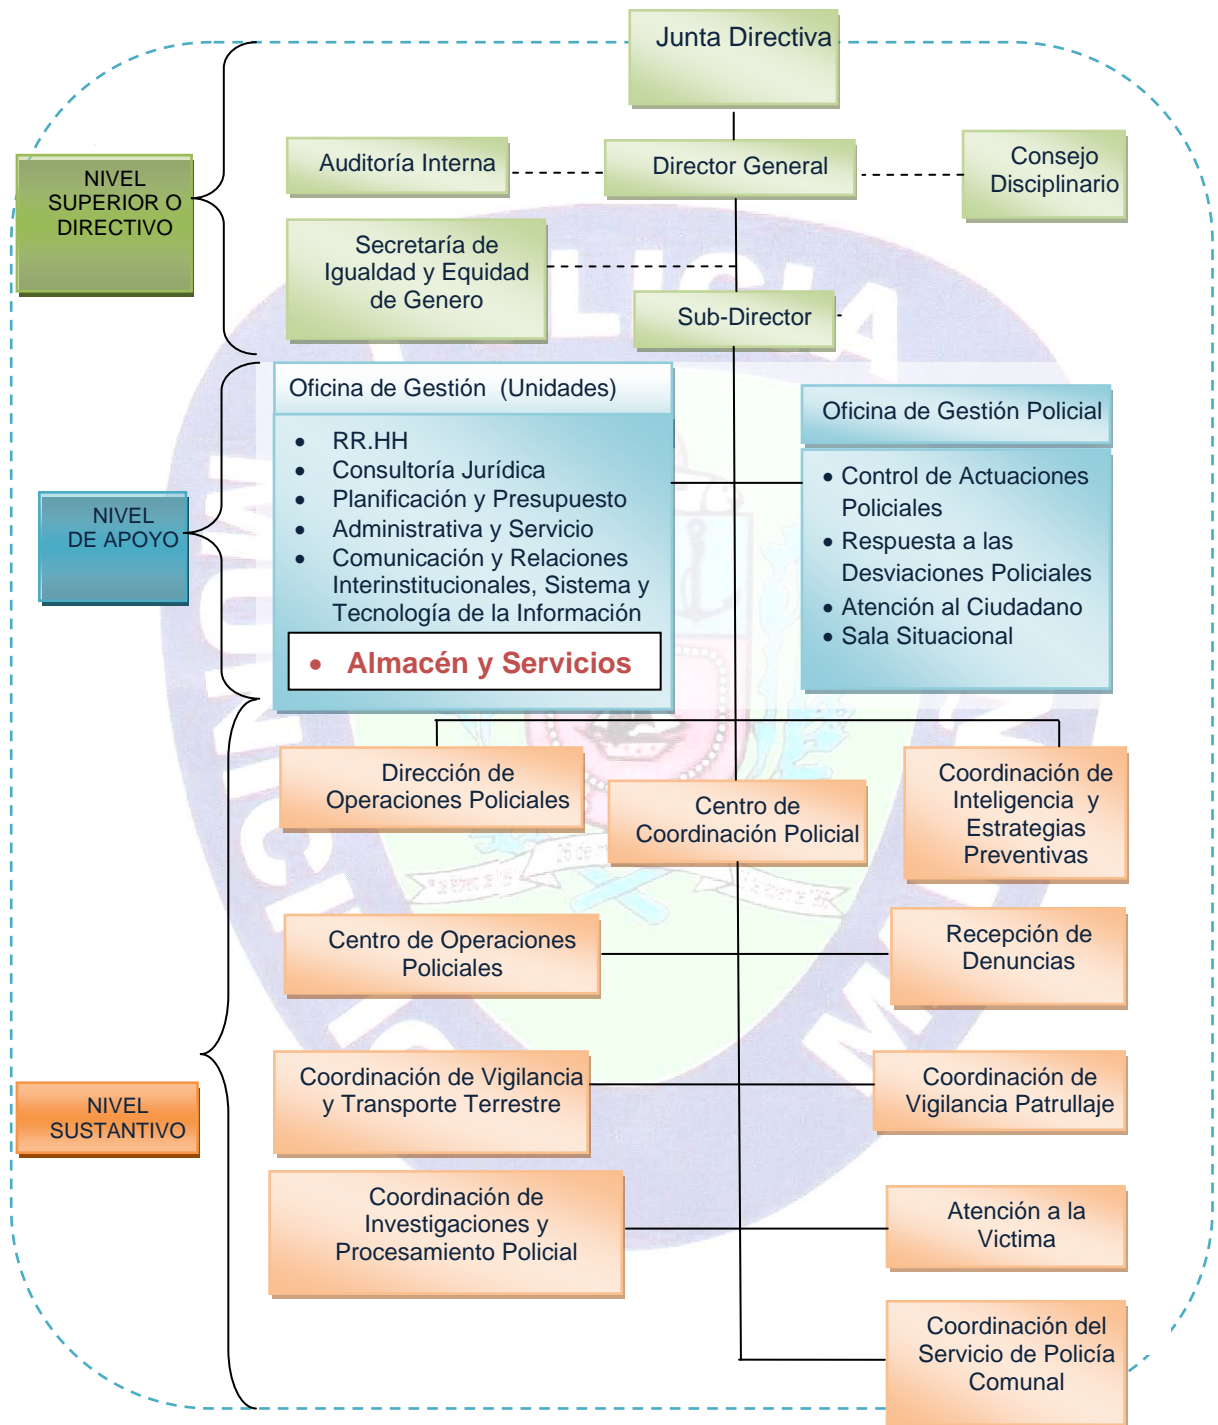 Junta Directiva
Auditoría Interna
Director General
Consejo
Disciplinario
NIVEL
SUPERIOR O
DIRECTIVO
Secretaría de
Igualdad y Equidad
de Genero
Sub-Director
POLICIA
MUNICI
Oficina de Gestión (Unidades)
• RR.HH
• Consultoría Jurídica
• Planificación y Presupuesto
• Administrativa y Servicio
• Comunicación y Relaciones
Interinstitucionales, Sistema y
Tecnología de la Información
• Almacén y Servicios
Oficina de Gestión Policial
• Control de Actuaciones
Policiales
• Respuesta a las
Desviaciones Policiales
• Atención al Ciudadano
• Sala Situacional
NIVEL
DE APOYO
Dirección de
Operaciones Policiales
Centro de
Coordinación Policial
Coordinación de
Inteligencia y
Estrategias
Preventivas
Centro de Operaciones
Policiales
Recepción de
Denuncias
Coordinación de Vigilancia
y Transporte Terrestre
Coordinación de
Vigilancia Patrullaje
NIVEL
SUSTANTIVO
Coordinación de
Investigaciones y
Procesamiento Policial
Atención a la
Victima
Coordinación del
Servicio de Policía
Comunal